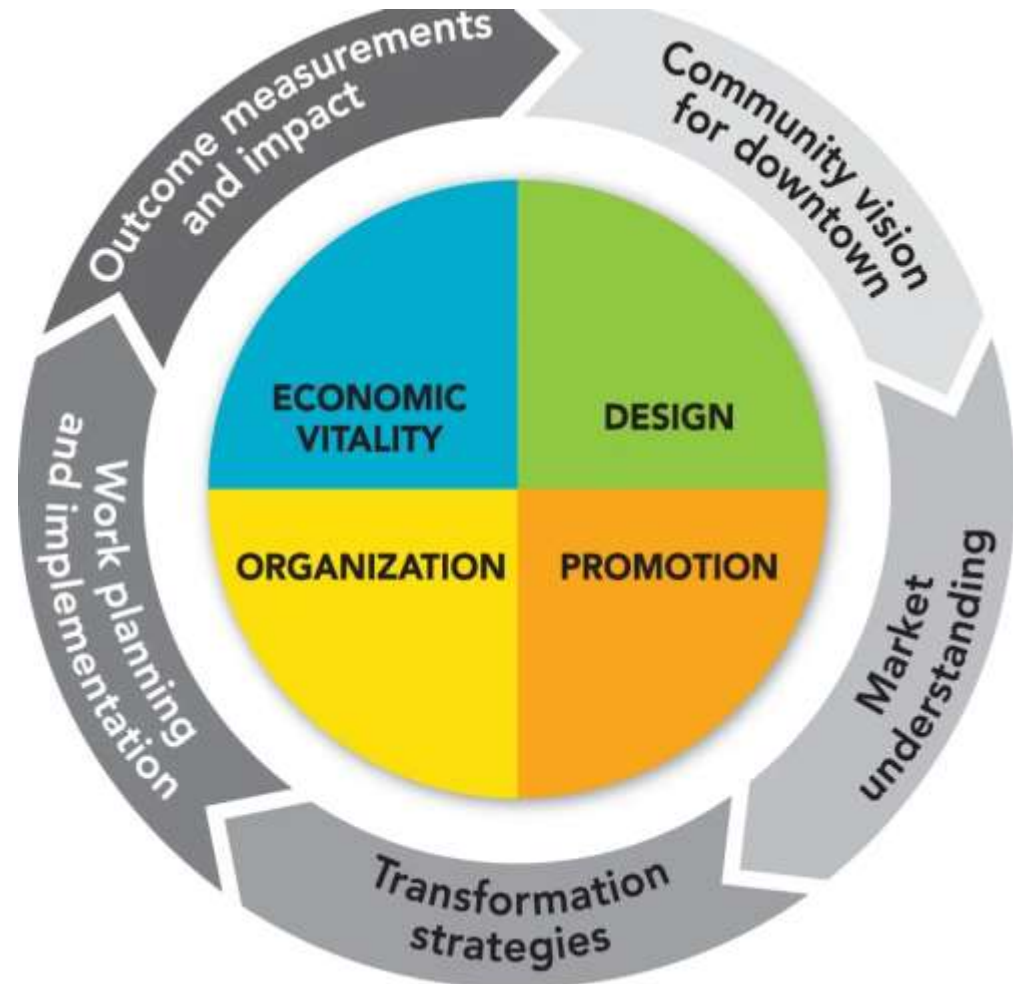 Outcome measurements
and impact
Community vision
for downtown
ECONOMIC
VITALITY
DESIGN
ORGANIZATION
PROMOTION
Market
understanding
Work planning
and implementation
Transformation
strategies